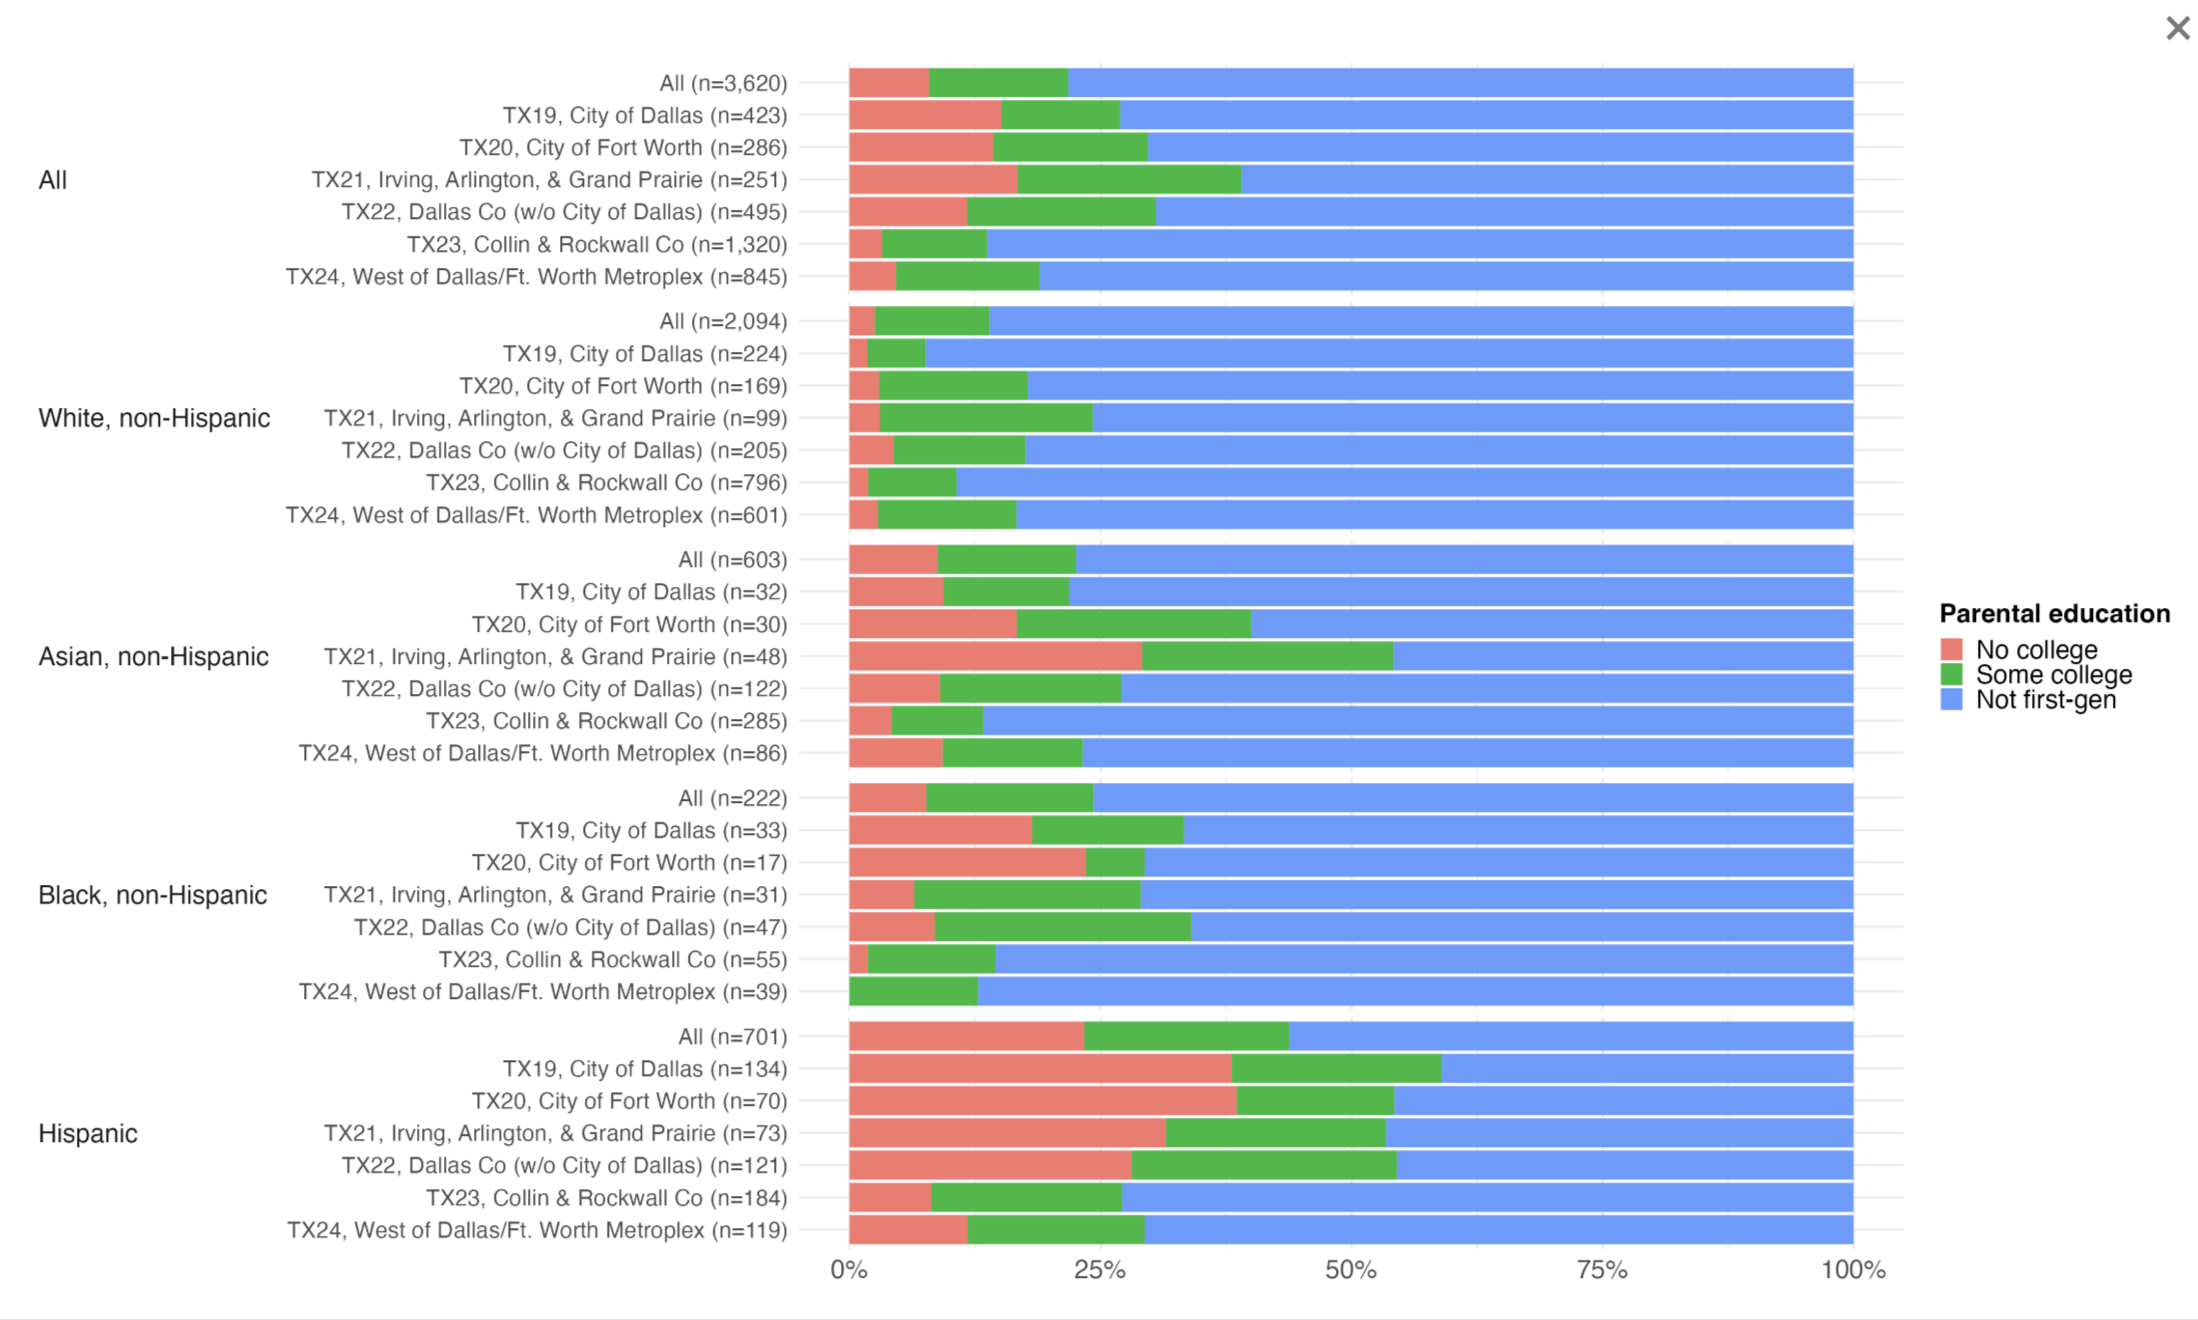 All
All (n=3,620)
TX19, City of Dallas (n=423)
TX20, City of Fort Worth (n=286)
TX21, Irving, Arlington, & Grand Prairie (n=251)
TX22, Dallas Co (w/o City of Dallas) (n=495)
TX23, Collin & Rockwall Co (n=1,320)
TX24, West of Dallas/Ft. Worth Metroplex (n=845)
White, non-Hispanic
All (n=2,094)
TX19, City of Dallas (n=224)
TX20, City of Fort Worth (n=169)
TX21, Irving, Arlington, & Grand Prairie (n=99)
TX22, Dallas Co (w/o City of Dallas) (n=205)
TX23, Collin & Rockwall Co (n=796)
TX24, West of Dallas/Ft. Worth Metroplex (n=601)
Asian, non-Hispanic
All (n=603)
TX19, City of Dallas (n=32)
TX20, City of Fort Worth (n=30)
TX21, Irving, Arlington, & Grand Prairie (n=48)
TX22, Dallas Co (w/o City of Dallas) (n=122)
TX23, Collin & Rockwall Co (n=285)
TX24, West of Dallas/Ft. Worth Metroplex (n=86)
Black, non-Hispanic
All (n=222)
TX19, City of Dallas (n=33)
TX20, City of Fort Worth (n=17)
TX21, Irving, Arlington, & Grand Prairie (n=31)
TX22, Dallas Co (w/o City of Dallas) (n=47)
TX23, Collin & Rockwall Co (n=55)
TX24, West of Dallas/Ft. Worth Metroplex (n=39)
Hispanic
All (n=701)
TX19, City of Dallas (n=134)
TX20, City of Fort Worth (n=70)
TX21, Irving, Arlington, & Grand Prairie (n=73)
TX22, Dallas Co (w/o City of Dallas) (n=121)
TX23, Collin & Rockwall Co (n=184)
TX24, West of Dallas/Ft. Worth Metroplex (n=119)
0% 25% 50% 75% 100%
Parental education
No college
Some college
Not first-gen